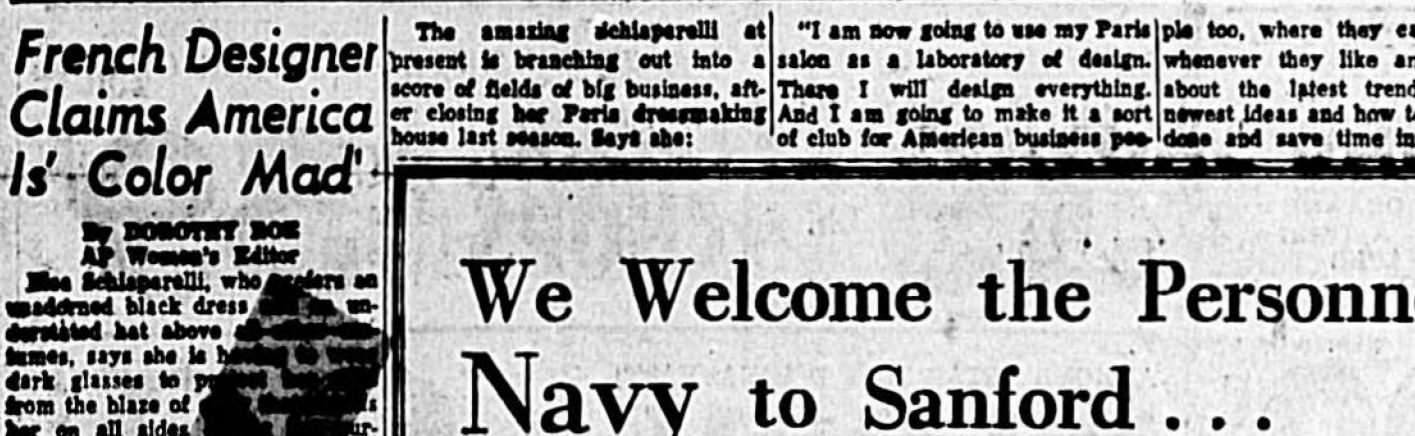 French Designer
Claims America
Is' Color Mad'
By DOROTHY ROE
AP Women's Editor
Elsa Schiaparelli, who prefers an
unadorned black dress un-
derstated hat above
tumes, says she is having to wear
dark glasses to protect
from the blaze of
her on all sides
The amazing Schiaparelli at
present is branching out into a
score of fields of big business, aft-
er closing her Paris dressmaking
house last season. Says she:
"I am now going to use my Paris
salon as a laboratory of design.
There I will design everything.
And I am going to make it a sort
of club for American business peo-
ple too, where they
whenever they like
about the latest
newest ideas and how
done and save time
We Welcome the
Navy to Sanford . . .